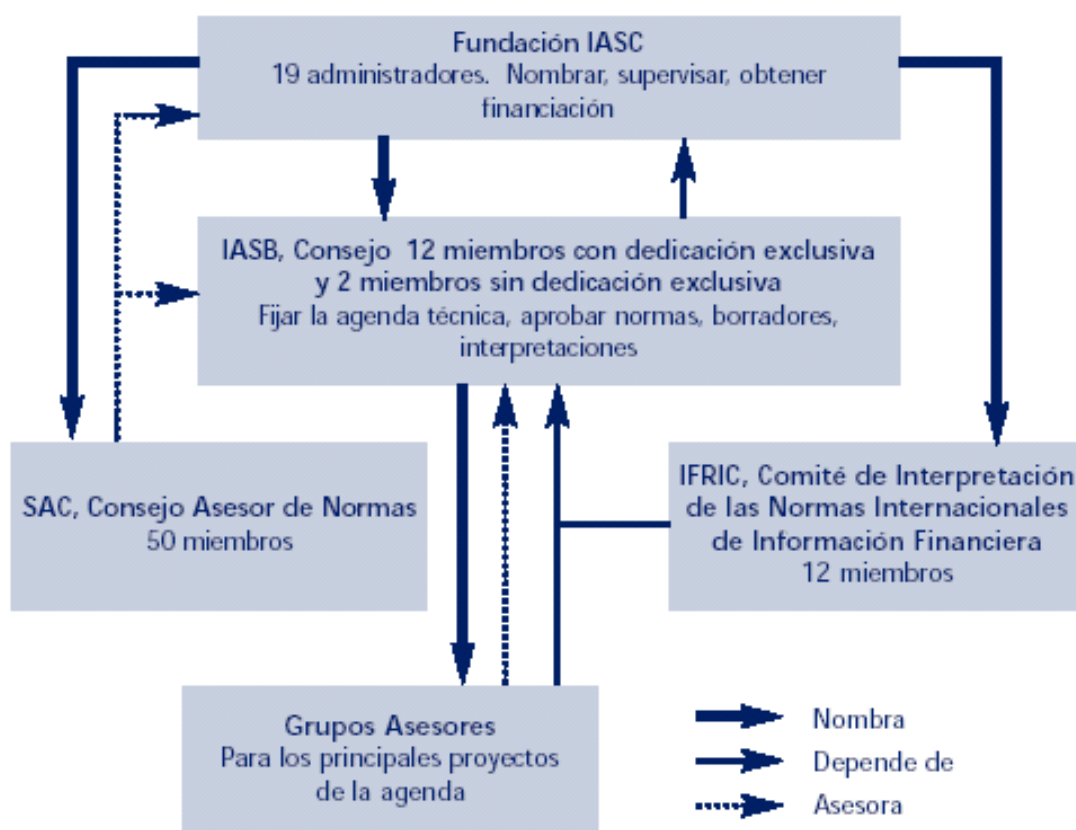 Fundación IASC
19 administradores. Nombrar, supervisar, obtener
financiación
IASB, Consejo 12 miembros con dedicación exclusiva
y 2 miembros sin dedicación exclusiva
Fijar la agenda técnica, aprobar normas, borradores,
interpretaciones
SAC, Consejo Asesor de Normas
50 miembros
IFRIC, Comité de Interpretación
de las Normas Internacionales
de Información Financiera
12 miembros
Grupos Asesores
Para los principales proyectos
de la agenda
Nombra
Depende de
Asesora